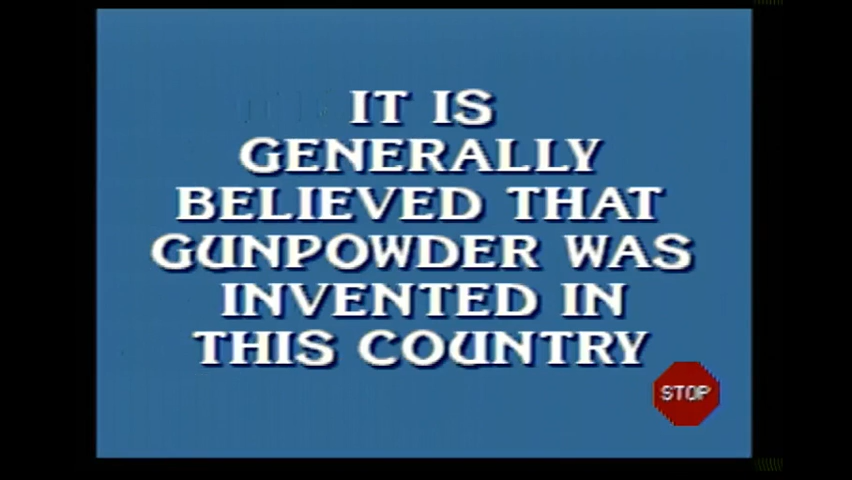 IT IS
GENERALLY
BELIEVED THAT
GUNPOWDER WAS
INVENTED IN
THIS COUNTRY
STOP